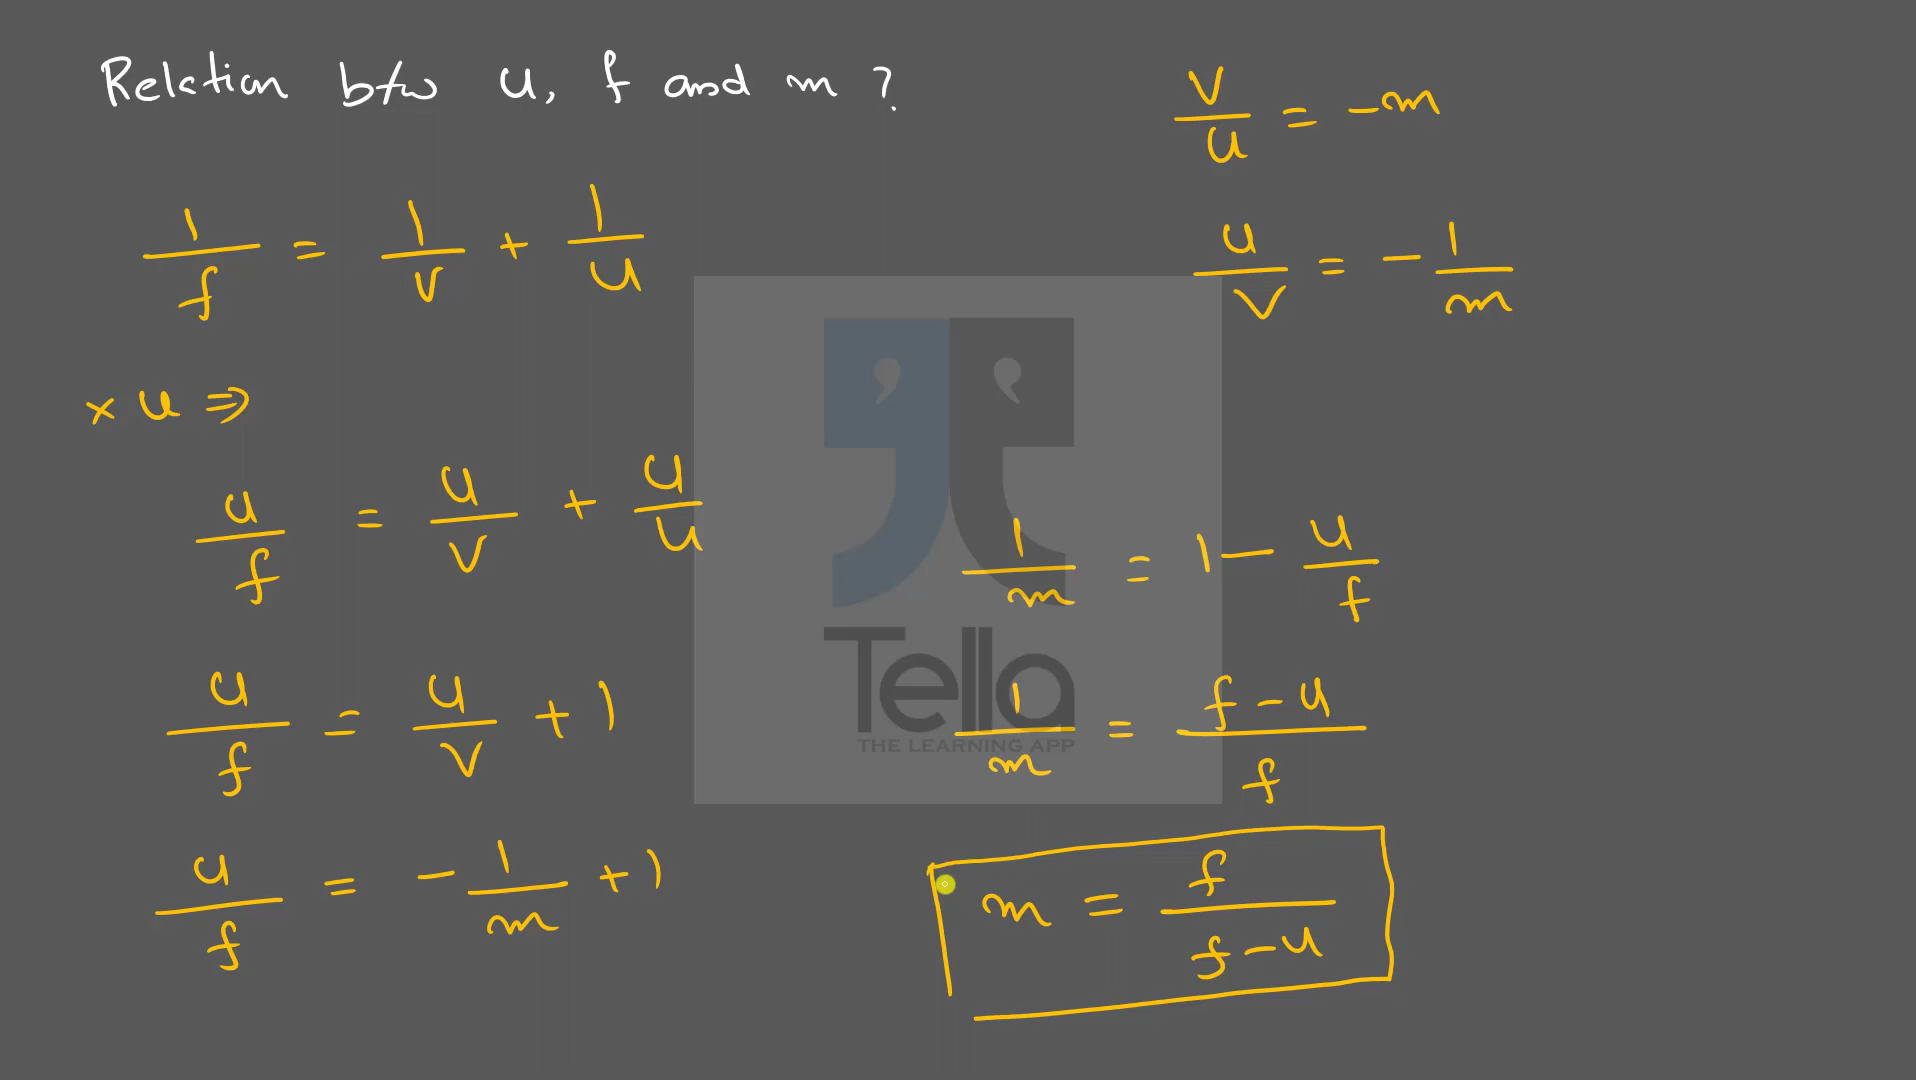 Relation btw u, f and m ?
1/f = 1/v + 1/u
× u ⇒
u/f = u/v + u/u
u/f = u/v + 1
u/f = - 1/m + 1
v/u = -m
u/v = - 1/m
1/m = 1 - u/f
1/m = f - u/f
m = f/f - u
Tella
THE LEARNING APP